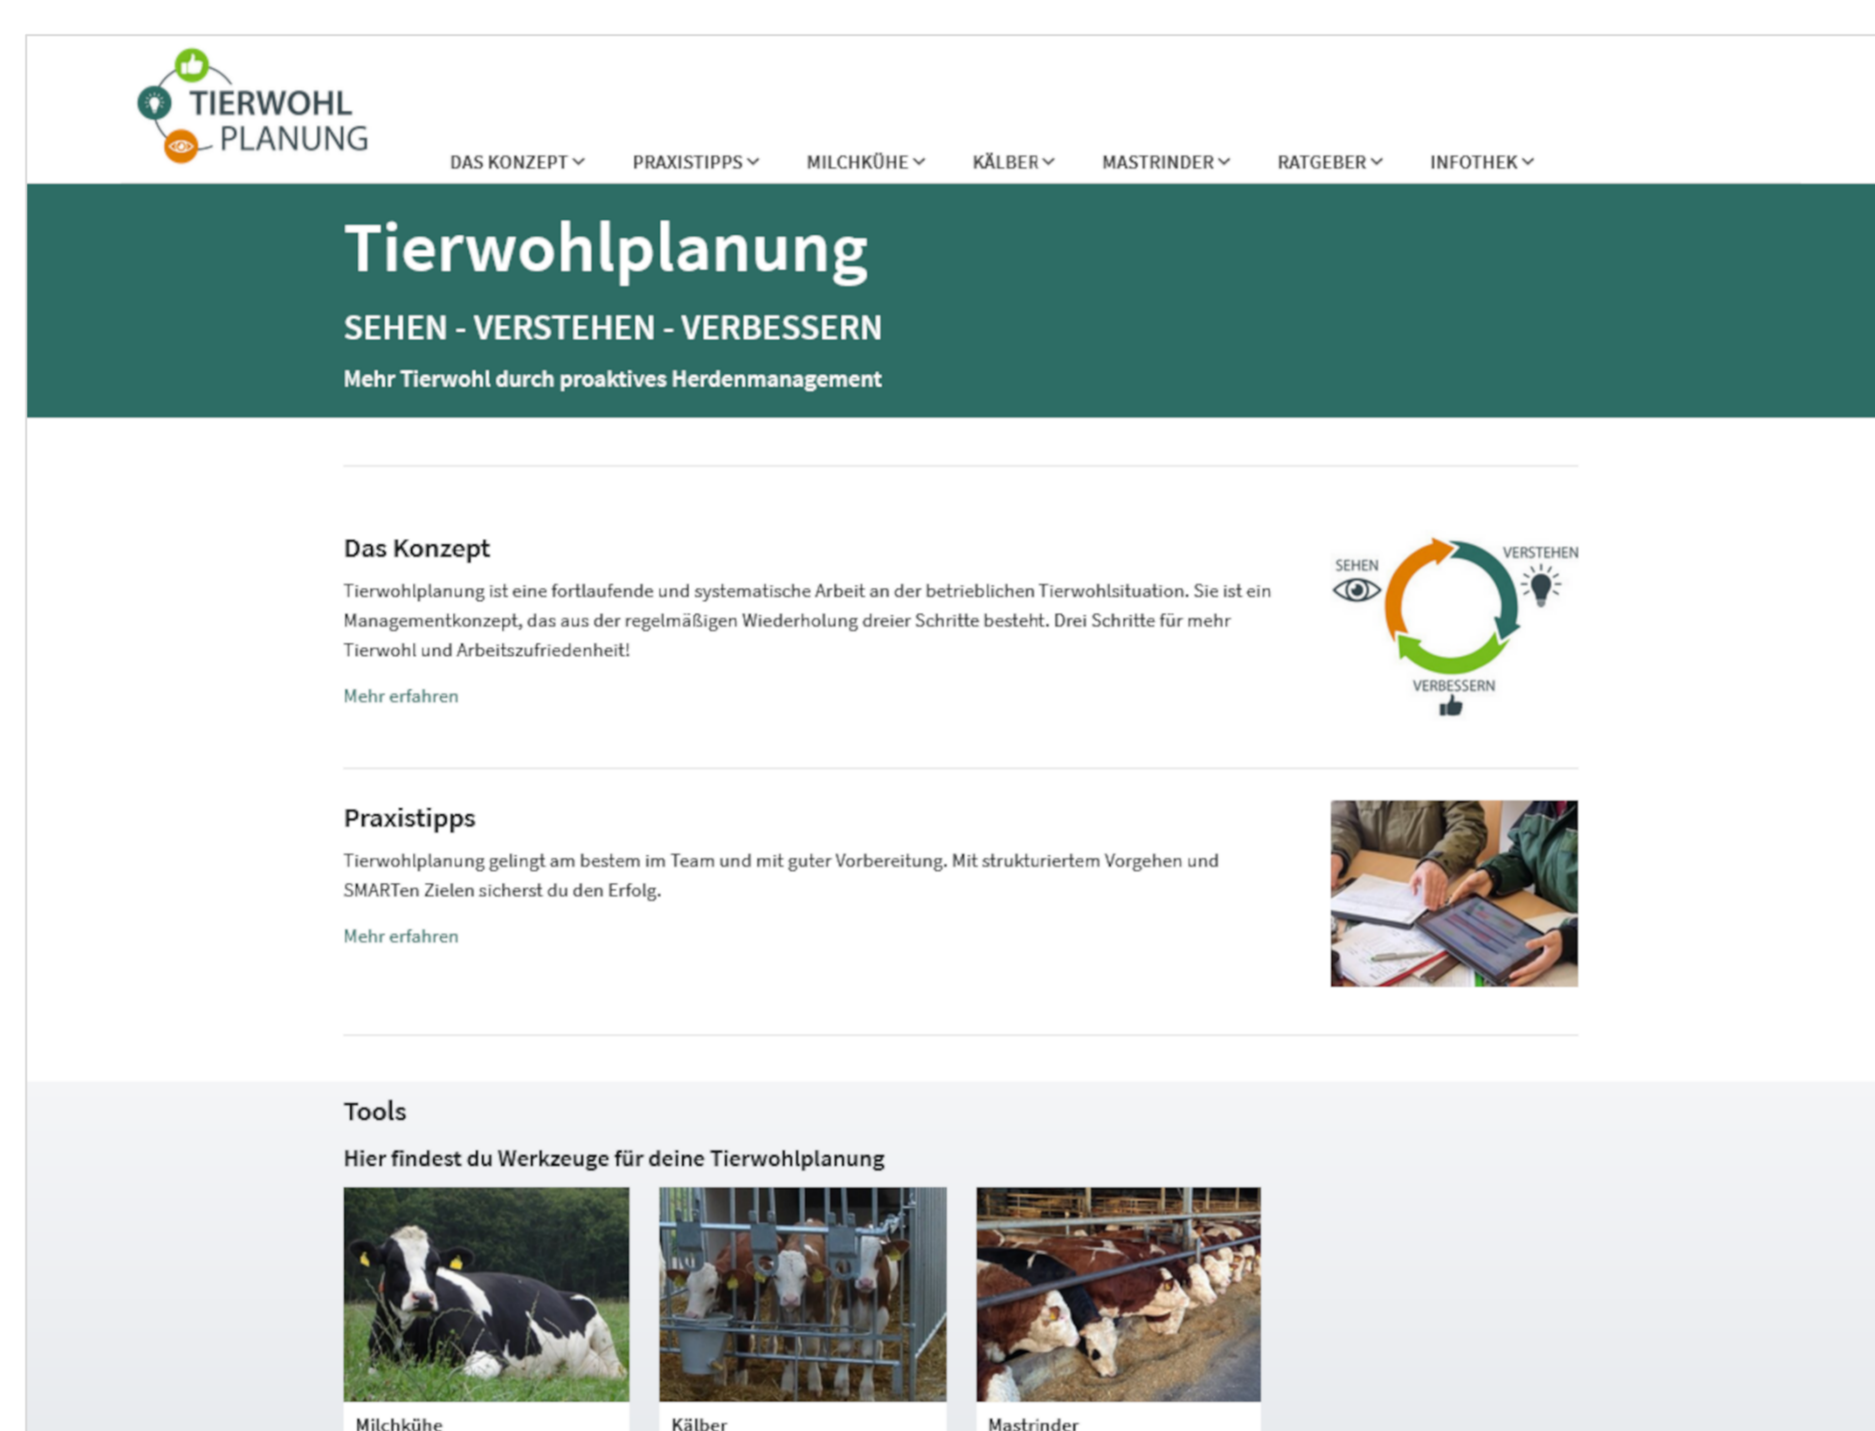 TIERWOHL
PLANUNG
DAS KONZEPT PRAXISTIPPS MILCHKÜHE KÄLBER MASTRINDER RATGEBER INFOTHEK
Tierwohlplanung
SEHEN - VERSTEHEN - VERBESSERN
Mehr Tierwohl durch proaktives Herdenmanagement
Das Konzept
Tierwohlplanung ist eine fortlaufende und systematische Arbeit an der betrieblichen Tierwohlsituation. Sie ist ein
Managementkonzept, das aus der regelmäßigen Wiederholung dreier Schritte besteht. Drei Schritte für mehr
Tierwohl und Arbeitszufriedenheit!
Mehr erfahren
SEHEN
VERSTEHEN
VERBESSERN
Praxistipps
Tierwohlplanung gelingt am bestem im Team und mit guter Vorbereitung. Mit strukturiertem Vorgehen und
SMARTen Zielen sicherst du den Erfolg.
Mehr erfahren
Tools
Hier findest du Werkzeuge für deine Tierwohlplanung
Milchkühe
Kälber
Mastrinder